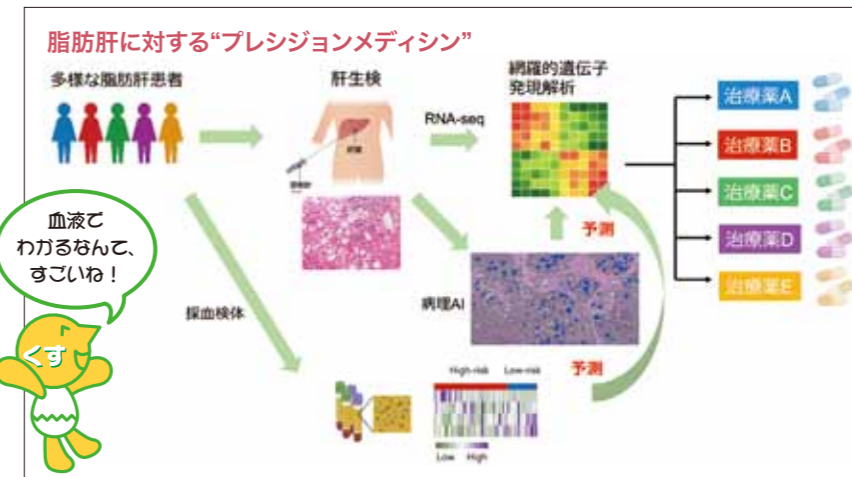 脂肪肝に対する“プレシジョンメディシン”
多様な脂肪肝患者
肝生検
網羅的遺伝子
発現解析
RNA-seq
治療薬A
治療薬B
治療薬C
治療薬D
治療薬E
血液で
わかるなんて、
すごいね！
くす
採血検体
病理AI
予測
予測
High-risk
Low-risk
Low
High